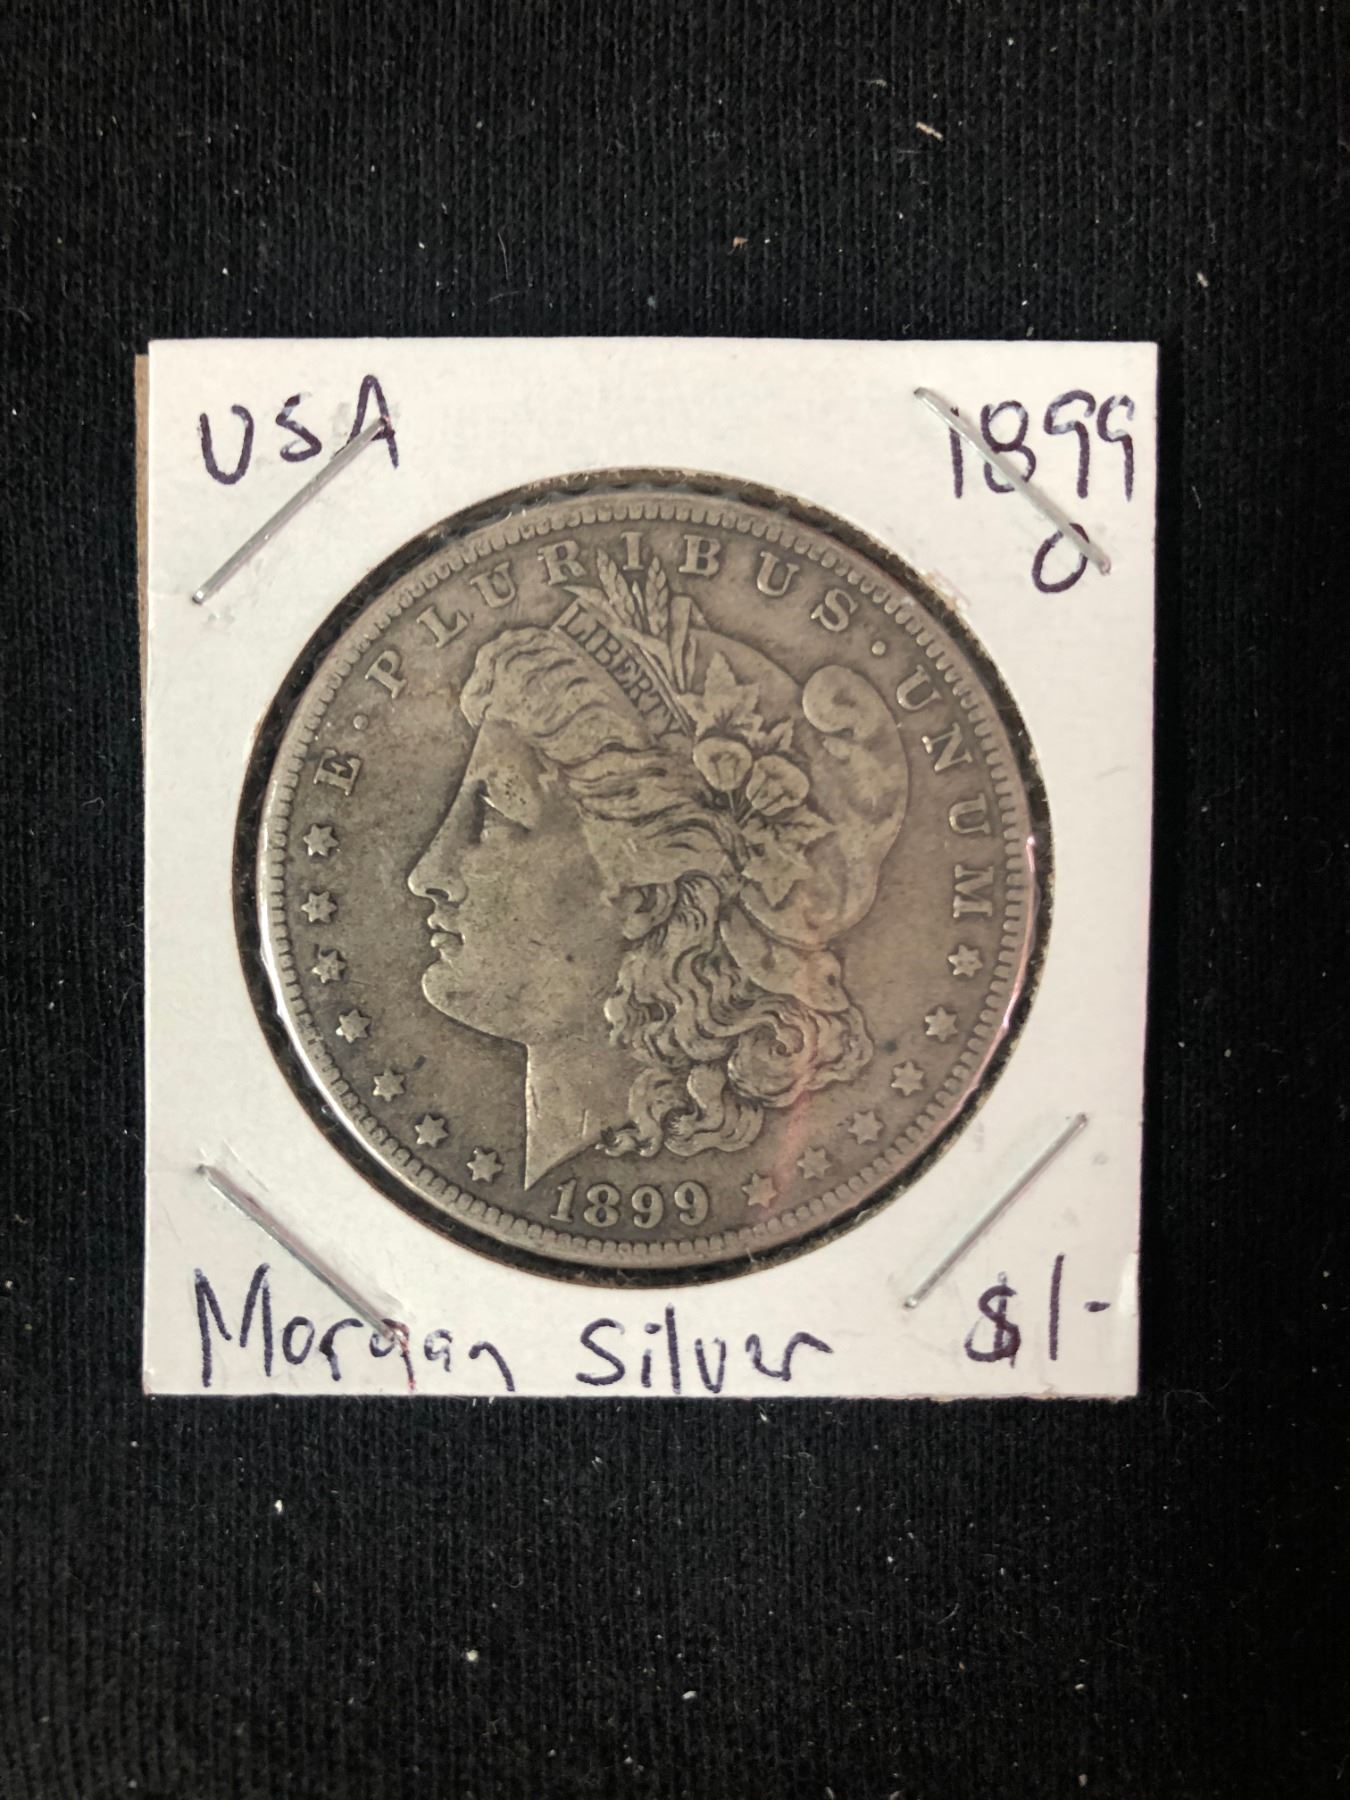 USA 1899
O
E · PLURIBUS · UNUM
LIBERTY
1899
Morgan Silver $1-